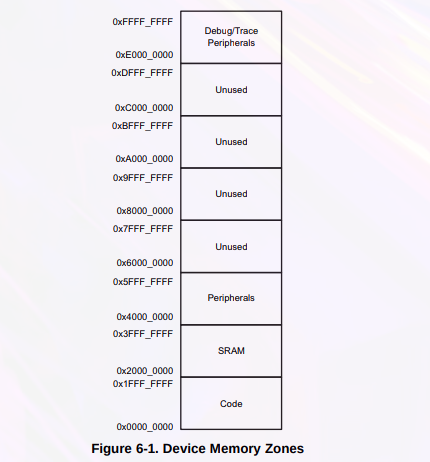 0xFFFF_FFFF
Debug/Trace
Peripherals
0xE000_0000
0xDFFF_FFFF
Unused
0xC000_0000
0xBFFF_FFFF
Unused
0xA000_0000
0x9FFF_FFFF
Unused
0x8000_0000
0x7FFF_FFFF
Unused
0x6000_0000
0x5FFF_FFFF
Peripherals
0x4000_0000
0x3FFF_FFFF
SRAM
0x2000_0000
0x1FFF_FFFF
Code
0x0000_0000
Figure 6-1. Device Memory Zones